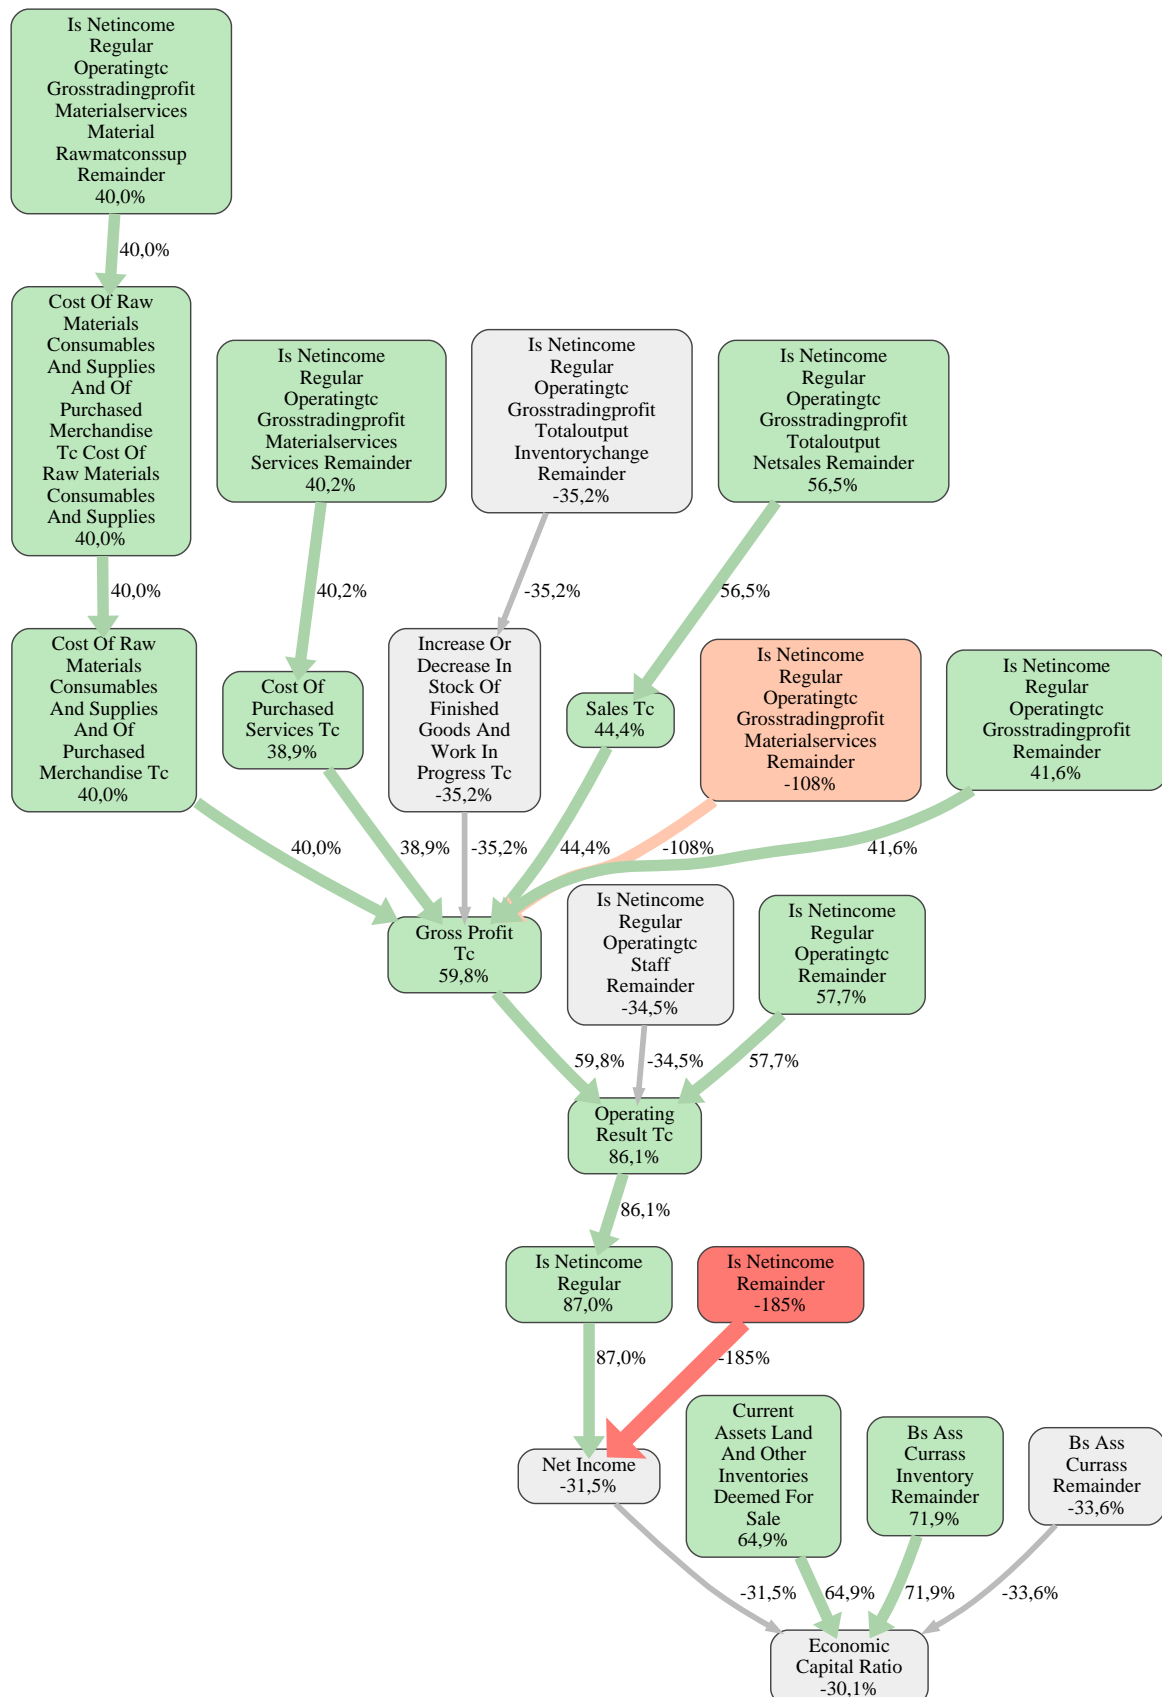 Is Netincome
Regular
Operatingtc
Grosstradingprofit
Materialservices
Material
Rawmatconssup
Remainder
40,0%
40,0%
Cost Of Raw
Materials
Consumables
And Supplies
And Of
Purchased
Merchandise
Tc Cost Of
Raw Materials
Consumables
And Supplies
40,0%
Is Netincome
Regular
Operatingtc
Grosstradingprofit
Materialservices
Services Remainder
40,2%
Is Netincome
Regular
Operatingtc
Grosstradingprofit
Totaloutput
Inventorychange
Remainder
-35,2%
Is Netincome
Regular
Operatingtc
Grosstradingprofit
Totaloutput
Netsales Remainder
56,5%
40,0%
40,2%
-35,2%
56,5%
Cost Of Raw
Materials
Consumables
And Supplies
And Of
Purchased
Merchandise Tc
40,0%
Cost Of
Purchased
Services Tc
38,9%
Increase Or
Decrease In
Stock Of
Finished
Goods And
Work In
Progress Tc
-35,2%
Sales Tc
44,4%
Is Netincome
Regular
Operatingtc
Grosstradingprofit
Materialservices
Remainder
-108%
Is Netincome
Regular
Operatingtc
Grosstradingprofit
Remainder
41,6%
40,0%
38,9%
-35,2%
44,4%
-108%
41,6%
Gross Profit
Tc
59,8%
Is Netincome
Regular
Operatingtc
Staff
Remainder
-34,5%
Is Netincome
Regular
Operatingtc
Remainder
57,7%
59,8%
-34,5%
57,7%
Operating
Result Tc
86,1%
86,1%
Is Netincome
Regular
87,0%
Is Netincome
Remainder
-185%
87,0%
-185%
Net Income
-31,5%
Current
Assets Land
And Other
Inventories
Deemed For
Sale
64,9%
Bs Ass
Currass
Inventory
Remainder
71,9%
Bs Ass
Currass
Remainder
-33,6%
-31,5%
64,9%
71,9%
-33,6%
Economic
Capital Ratio
-30,1%